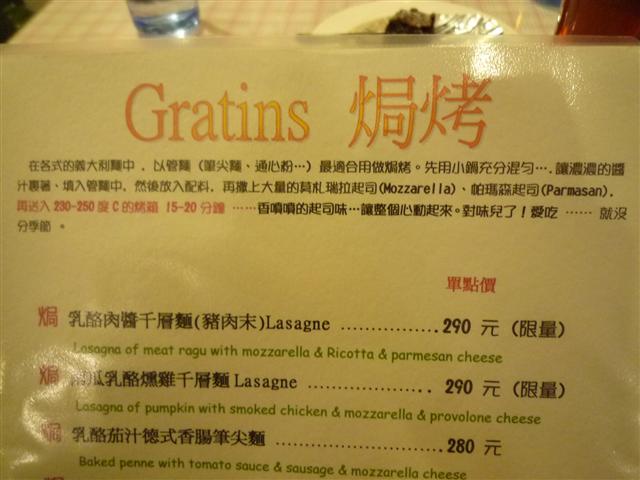 Gratins 焗烤
在各式的義大利麵中，以管麵（筆尖麵、通心粉…）最適合用做焗烤。先用小鍋充分混勻….讓濃濃的醬
汁裹著、填入管麵中，然後放入配料，再撒上大量的莫札瑞拉起司(Mozzarella)、帕瑪森起司(Parmasan)，
再送入 230-250 度 C 的烤箱 15-20 分鐘 ……香噴噴的起司味…讓整個心動起來。對味兒了！愛吃 …… 就沒
分季節 。
單點價
焗 乳酪肉醬千層麵(豬肉末)Lasagne ................290 元 (限量)
Lasagna of meat ragu with mozzarella & Ricotta & parmesan cheese
焗 南瓜乳酪燻雞千層麵 Lasagne .................. 290 元 (限量)
Lasagna of pumpkin with smoked chicken & mozzarella & provolone cheese
焗 乳酪茄汁德式香腸筆尖麵 ........................280 元
Baked penne with tomato sauce & sausage & mozzarella cheese